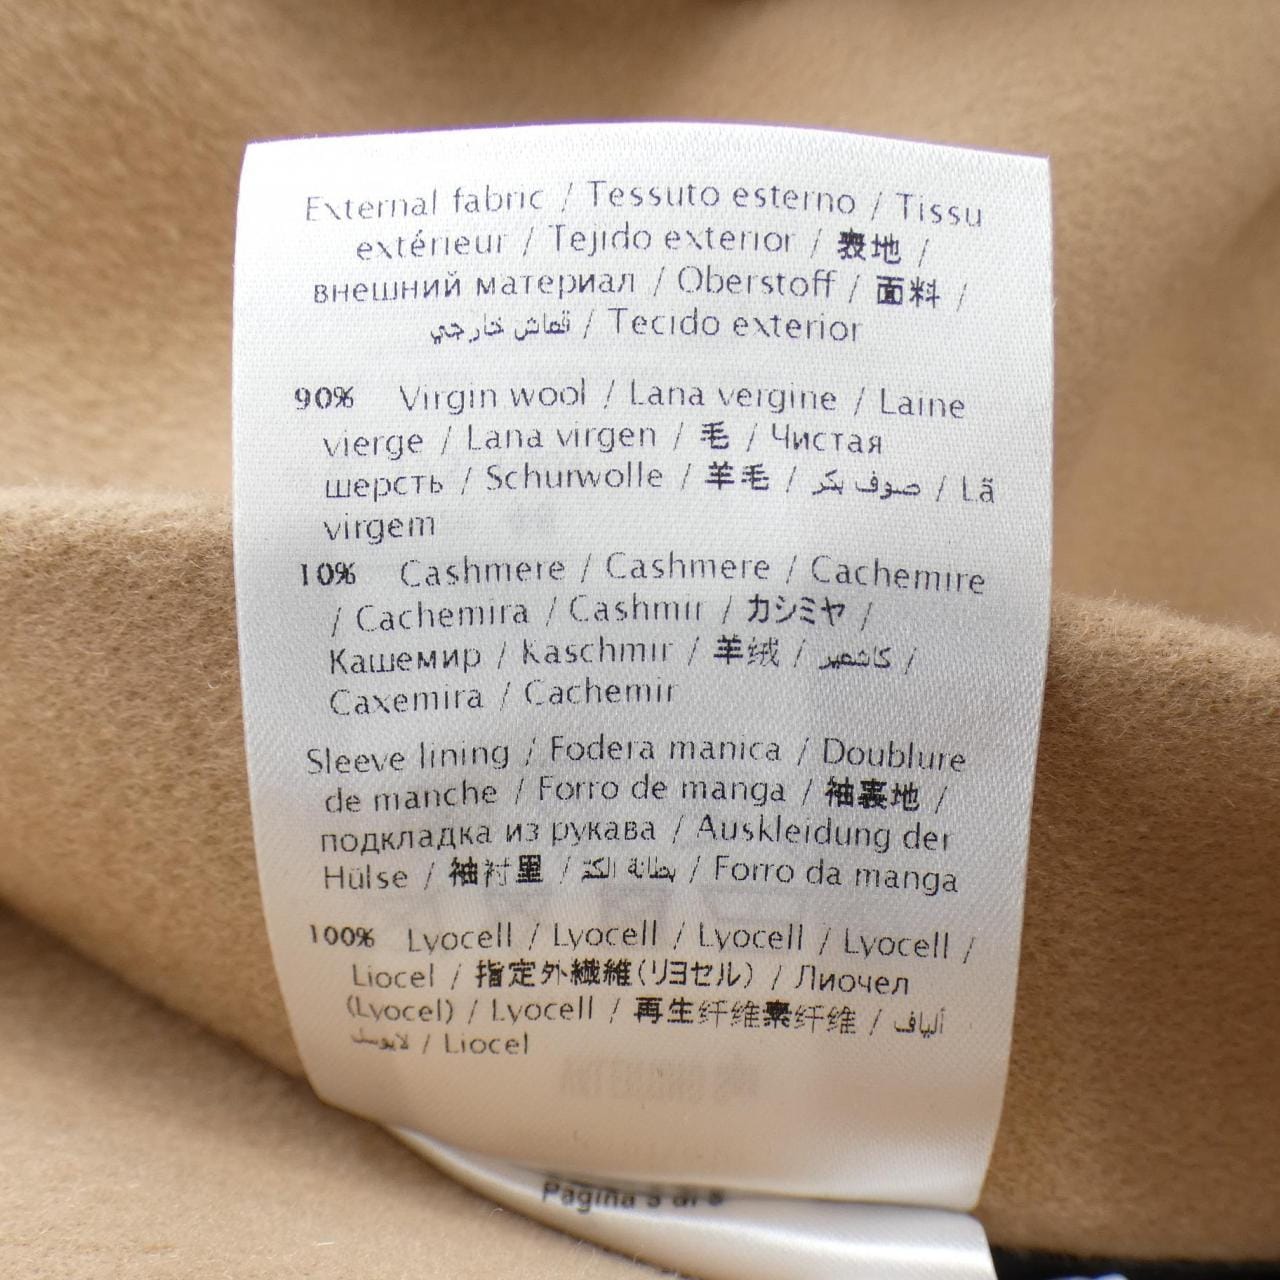 External fabric / Tessuto esterno / Tissu
extérieur / Tejido exterior / 表地 /
внешний материал / Oberstoff / 面料 /
قماش خارجي / Tecido exterior
90% Virgin wool / Lana vergine / Laine
vierge / Lana virgen / 毛 / Чистая
шерсть / Schurwolle / 羊毛 / صوف بكر / Lã
virgem
10% Cashmere / Cashmere / Cachemire
/ Cachemira / Cashmir / カシミヤ /
Кашемир / Kaschmir / 羊绒 / كاشمير /
Caxemira / Cachemir
Sleeve lining / Fodera manica / Doublure
de manche / Forro de manga / 袖裏地 /
подкладка из рукава / Auskleidung der
Hülse / 袖衬里 / بطانة الكم / Forro da manga
100% Lyocell / Lyocell / Lyocell / Lyocell /
Liocel / 指定外繊維(リヨセル) / Лиочел
(Lyocel) / Lyocell / 再生纤维素纤维 / ألياف
لايوسل / Liocel
Pagina 3 di 8